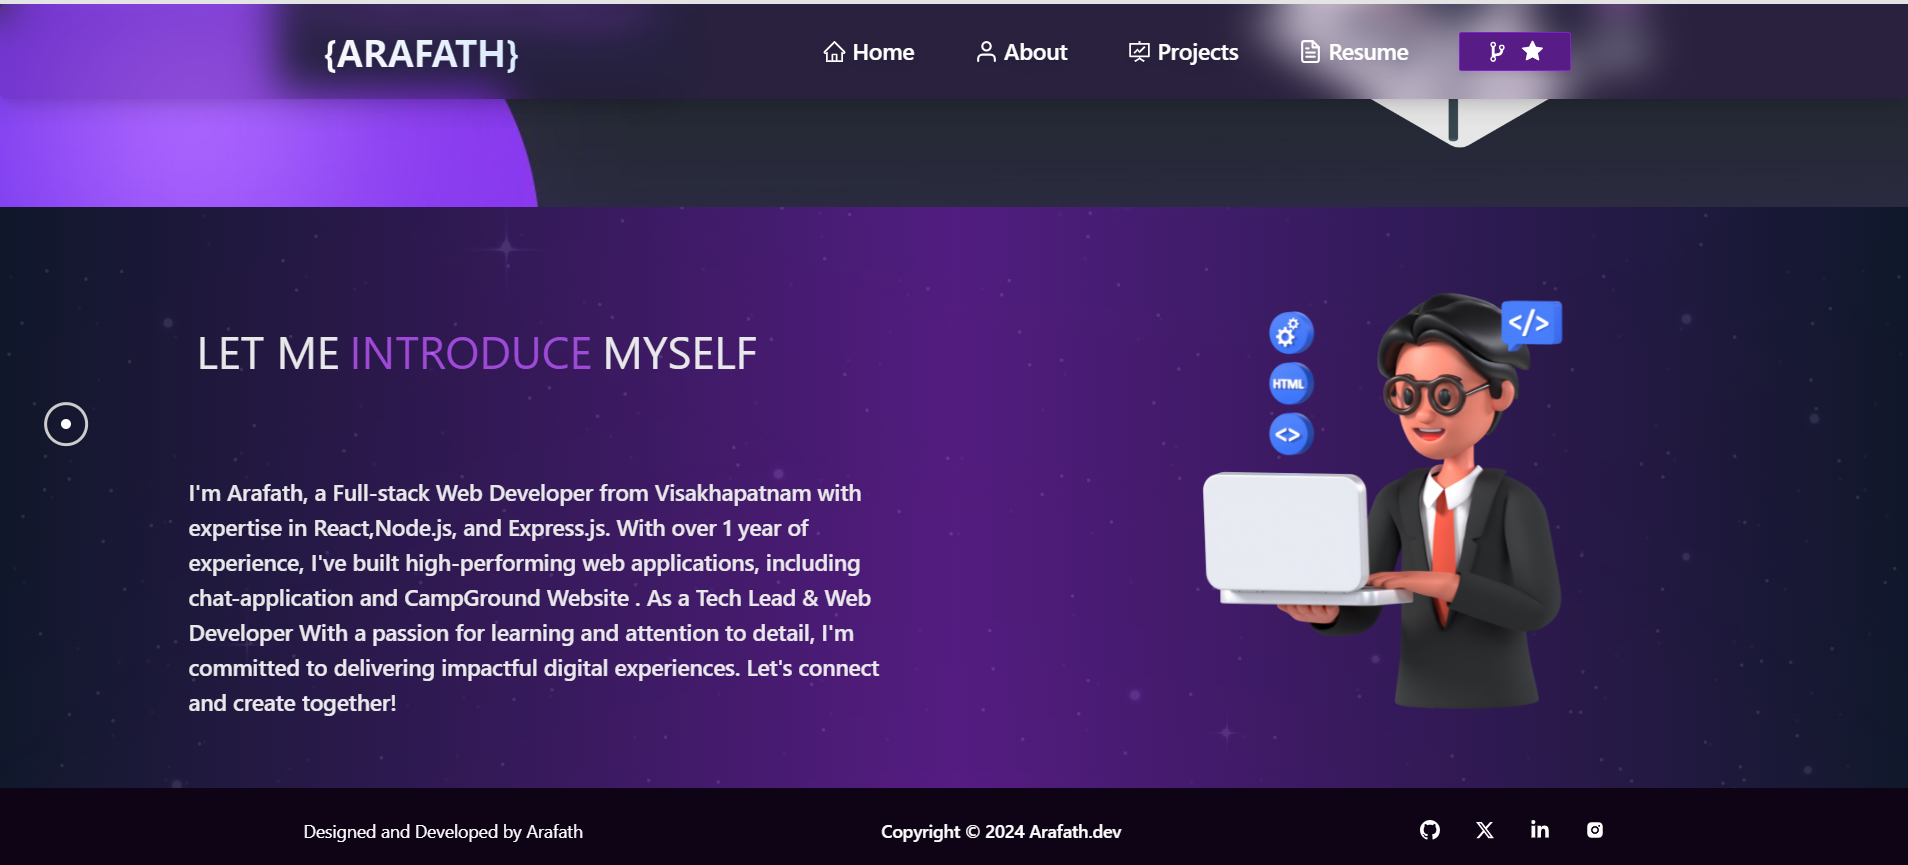 {ARAFATH}
Home
About
Projects
Resume
LET ME INTRODUCE MYSELF
</>
HTML
<>
I'm Arafath, a Full-stack Web Developer from Visakhapatnam with
expertise in React,Node.js, and Express.js. With over 1 year of
experience, I've built high-performing web applications, including
chat-application and CampGround Website . As a Tech Lead & Web
Developer With a passion for learning and attention to detail, I'm
committed to delivering impactful digital experiences. Let's connect
and create together!
Designed and Developed by Arafath
Copyright © 2024 Arafath.dev